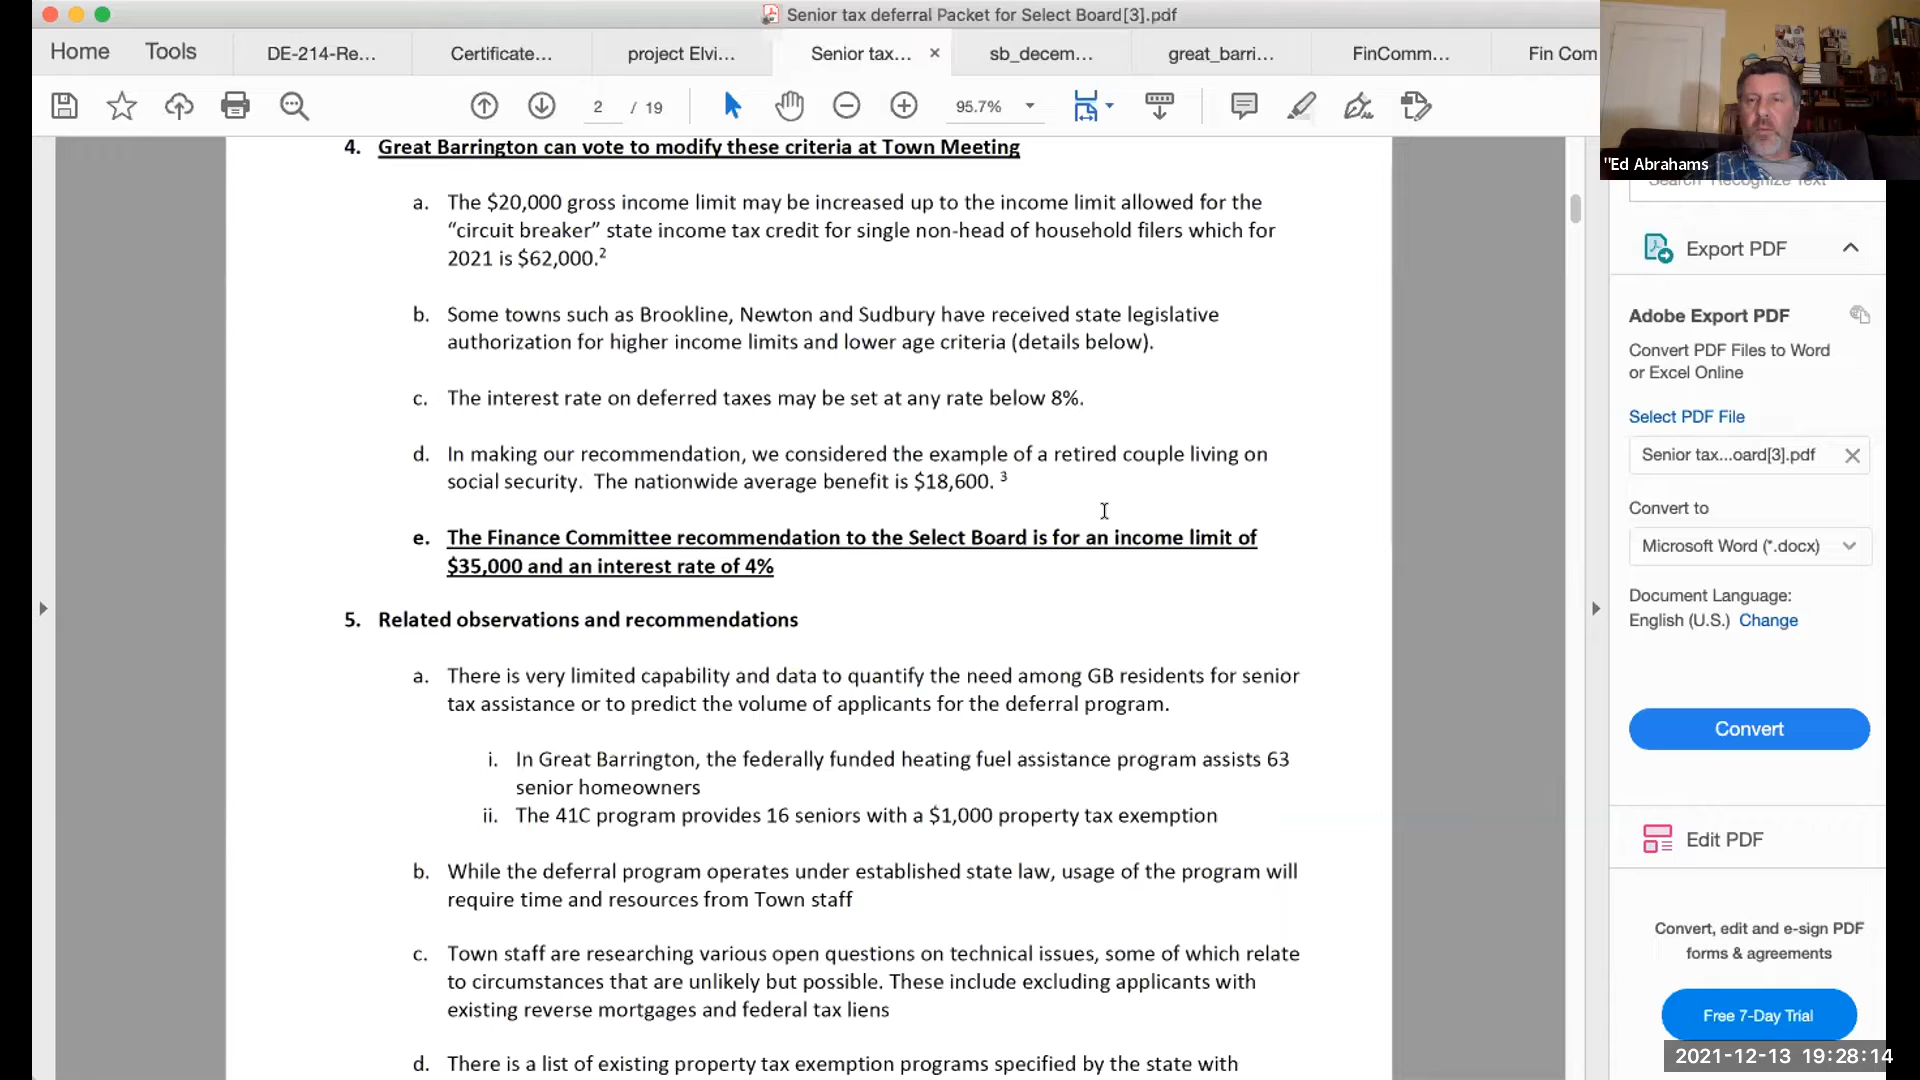 Senior tax deferral Packet for Select Board[3].pdf
Home
Tools
DE-214-Re...
Certificate...
project Elvi...
Senior tax...
sb_decem...
great_barri...
FinComm...
Fin Com
2 / 19
95.7%
"Ed Abrahams
4. Great Barrington can vote to modify these criteria at Town Meeting
a. The $20,000 gross income limit may be increased up to the income limit allowed for the
“circuit breaker” state income tax credit for single non-head of household filers which for
2021 is $62,000.2
b. Some towns such as Brookline, Newton and Sudbury have received state legislative
authorization for higher income limits and lower age criteria (details below).
c. The interest rate on deferred taxes may be set at any rate below 8%.
d. In making our recommendation, we considered the example of a retired couple living on
social security. The nationwide average benefit is $18,600. 3
e. The Finance Committee recommendation to the Select Board is for an income limit of
$35,000 and an interest rate of 4%
5. Related observations and recommendations
a. There is very limited capability and data to quantify the need among GB residents for senior
tax assistance or to predict the volume of applicants for the deferral program.
i. In Great Barrington, the federally funded heating fuel assistance program assists 63
senior homeowners
ii. The 41C program provides 16 seniors with a $1,000 property tax exemption
b. While the deferral program operates under established state law, usage of the program will
require time and resources from Town staff
c. Town staff are researching various open questions on technical issues, some of which relate
to circumstances that are unlikely but possible. These include excluding applicants with
existing reverse mortgages and federal tax liens
d. There is a list of existing property tax exemption programs specified by the state with
Search "Recognize Text"
Export PDF
Adobe Export PDF
Convert PDF Files to Word
or Excel Online
Select PDF File
Senior tax...oard[3].pdf
Convert to
Microsoft Word (*.docx)
Document Language:
English (U.S.) Change
Convert
Edit PDF
Convert, edit and e-sign PDF
forms & agreements
Free 7-Day Trial
2021-12-13 19:28:14